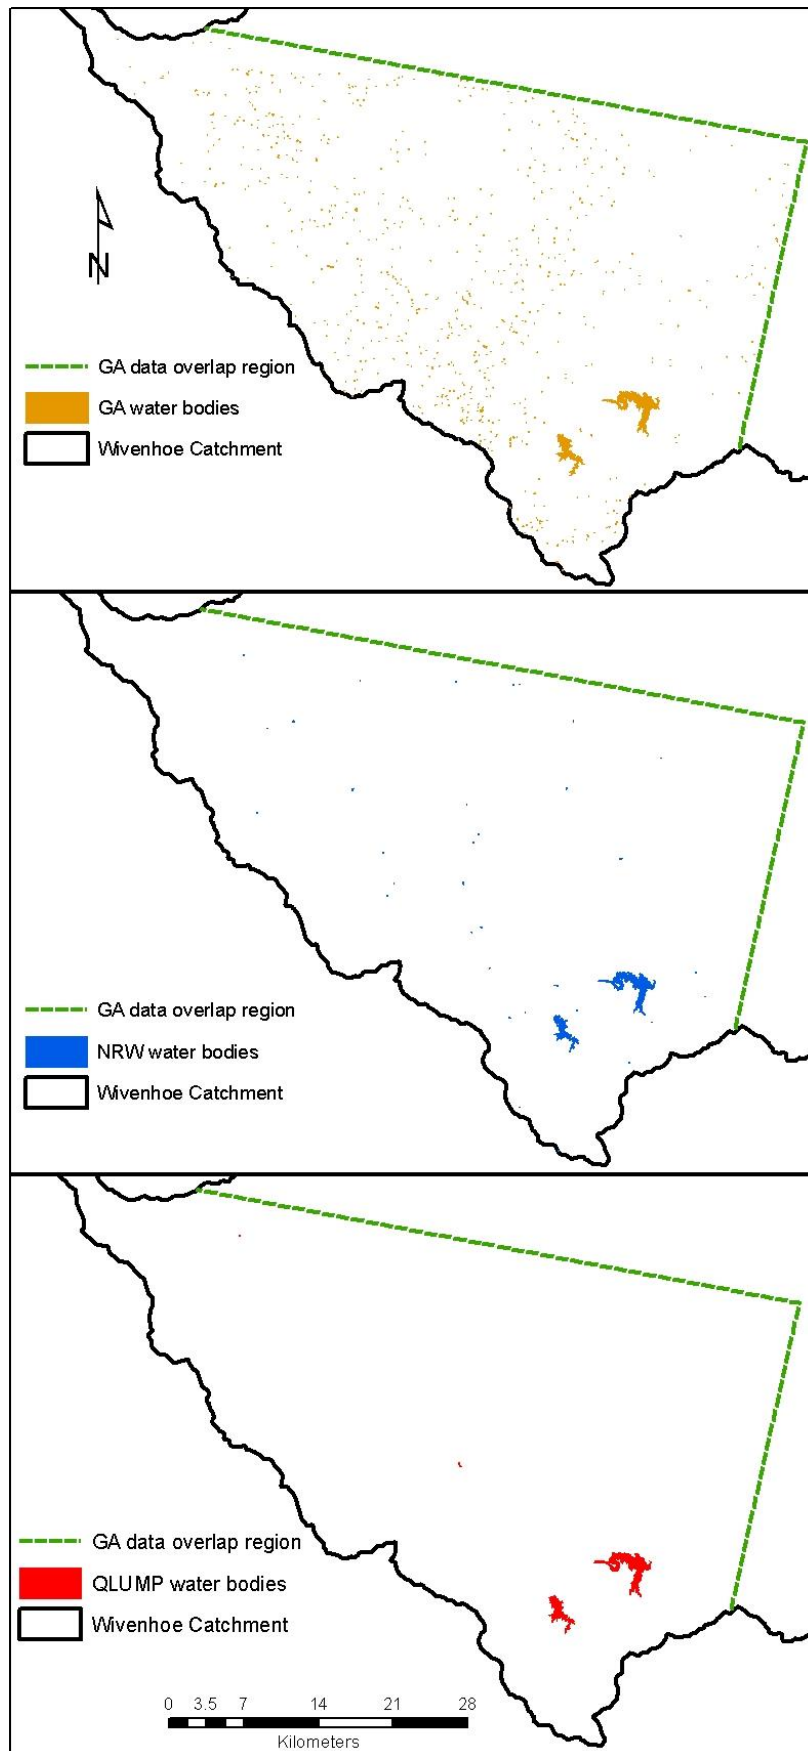 N
GA data overlap region
GA water bodies
Wivenhoe Catchment
GA data overlap region
NRW water bodies
Wivenhoe Catchment
GA data overlap region
QLUMP water bodies
Wivenhoe Catchment
0 3.5 7 14 21 28
Kilometers